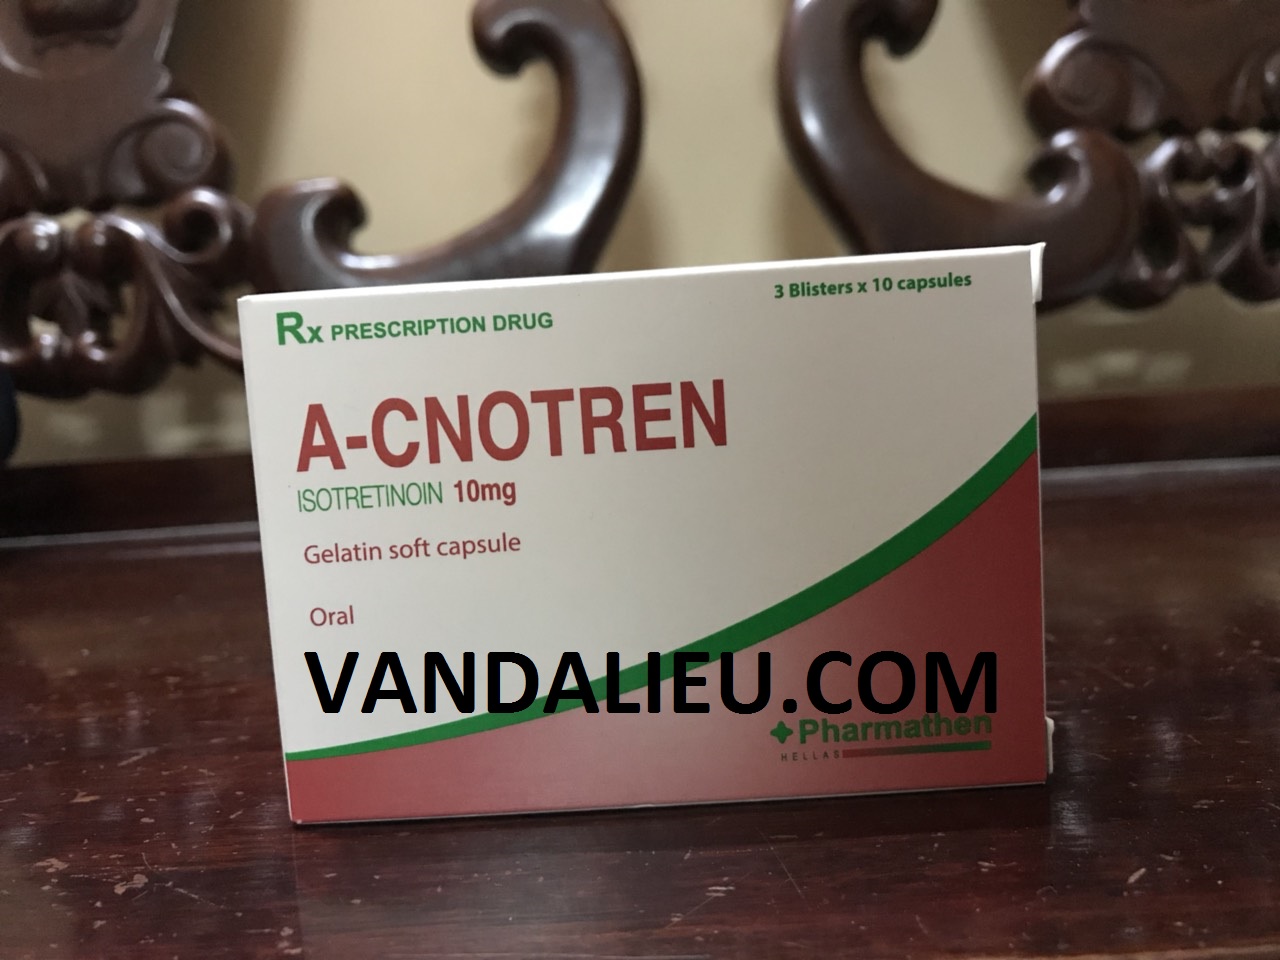 Rx PRESCRIPTION DRUG
3 Blisters x 10 capsules
A-CNOTREN
ISOTRETINOIN 10mg
Gelatin soft capsule
Oral
VANDALIEU.COM
Pharmathen
HELLAS